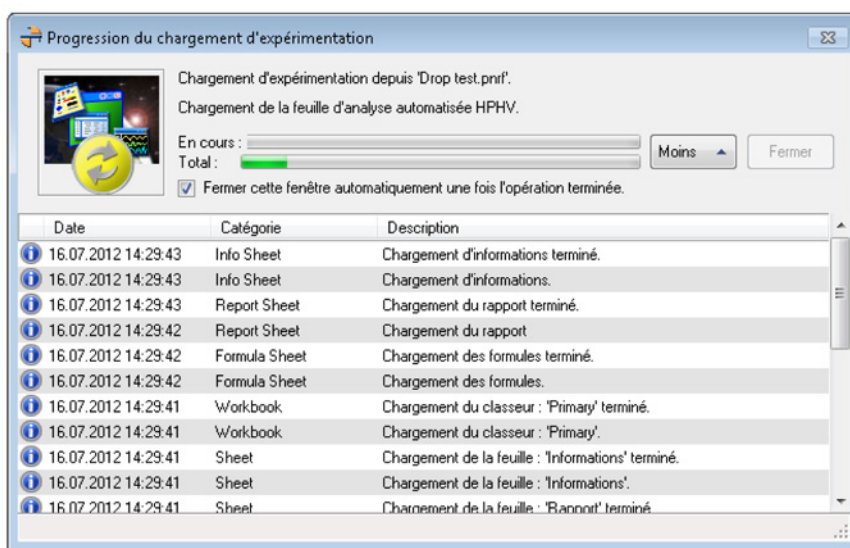 Progression du chargement d'expérimentation
Chargement d'expérimentation depuis 'Drop test.pnrf'.
Chargement de la feuille d'analyse automatisée HPHV.
En cours :
Total :
Moins
Fermer
Fermer cette fenêtre automatiquement une fois l'opération terminée.
Date Catégorie Description
16.07.2012 14:29:43 Info Sheet Chargement d'informations terminé.
16.07.2012 14:29:43 Info Sheet Chargement d'informations.
16.07.2012 14:29:43 Report Sheet Chargement du rapport terminé.
16.07.2012 14:29:42 Report Sheet Chargement du rapport
16.07.2012 14:29:42 Formula Sheet Chargement des formules terminé.
16.07.2012 14:29:42 Formula Sheet Chargement des formules.
16.07.2012 14:29:41 Workbook Chargement du classeur : 'Primary' terminé.
16.07.2012 14:29:41 Workbook Chargement du classeur : 'Primary'.
16.07.2012 14:29:41 Sheet Chargement de la feuille : 'Informations' terminé.
16.07.2012 14:29:41 Sheet Chargement de la feuille : 'Informations'.
16.07.2012 14:29:41 Sheet Chargement de la feuille : 'Rapport' terminé